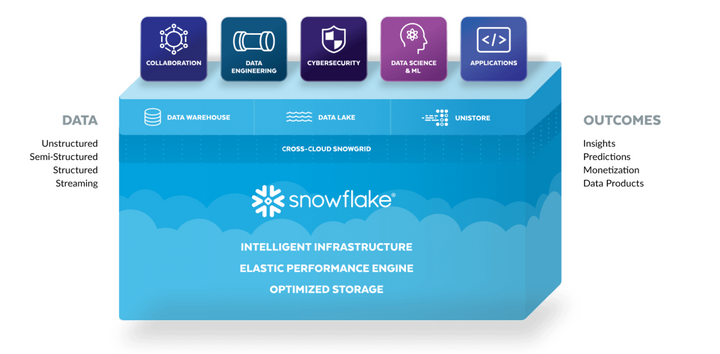 COLLABORATION
DATA
ENGINEERING
CYBERSECURITY
DATA SCIENCE
& ML
APPLICATIONS
DATA WAREHOUSE
DATA LAKE
UNISTORE
CROSS-CLOUD SNOWGRID
DATA
Unstructured
Semi-Structured
Structured
Streaming
snowflake®
INTELLIGENT INFRASTRUCTURE
ELASTIC PERFORMANCE ENGINE
OPTIMIZED STORAGE
OUTCOMES
Insights
Predictions
Monetization
Data Products